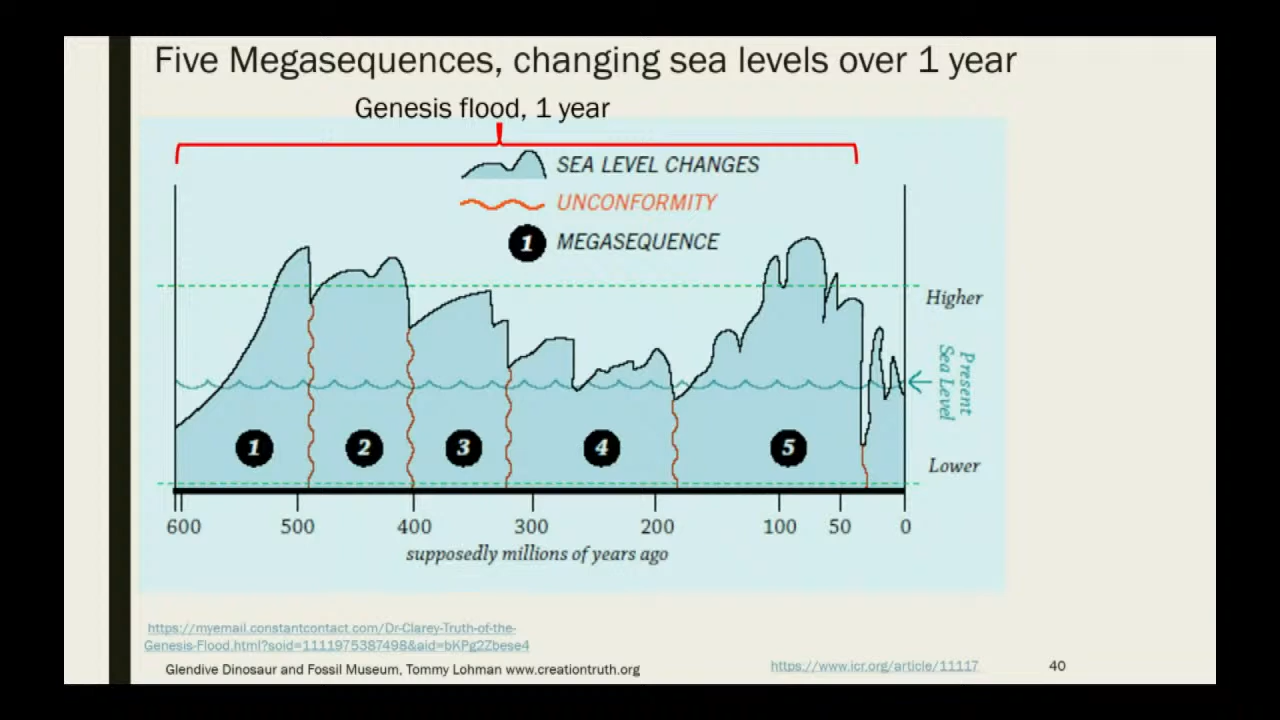 Five Megasequences, changing sea levels over 1 year
Genesis flood, 1 year
SEA LEVEL CHANGES
UNCONFORMITY
1 MEGASEQUENCE
Higher
Present
Sea Level
Lower
1 2 3 4 5
600 500 400 300 200 100 50 0
supposedly millions of years ago
https://myemail.constantcontact.com/Dr-Clarey-Truth-of-the-
Genesis-Flood.html?soid=1111975387498&aid=bKPg2Zbese4
Glendive Dinosaur and Fossil Museum, Tommy Lohman www.creationtruth.org
https://www.icr.org/article/11117
40